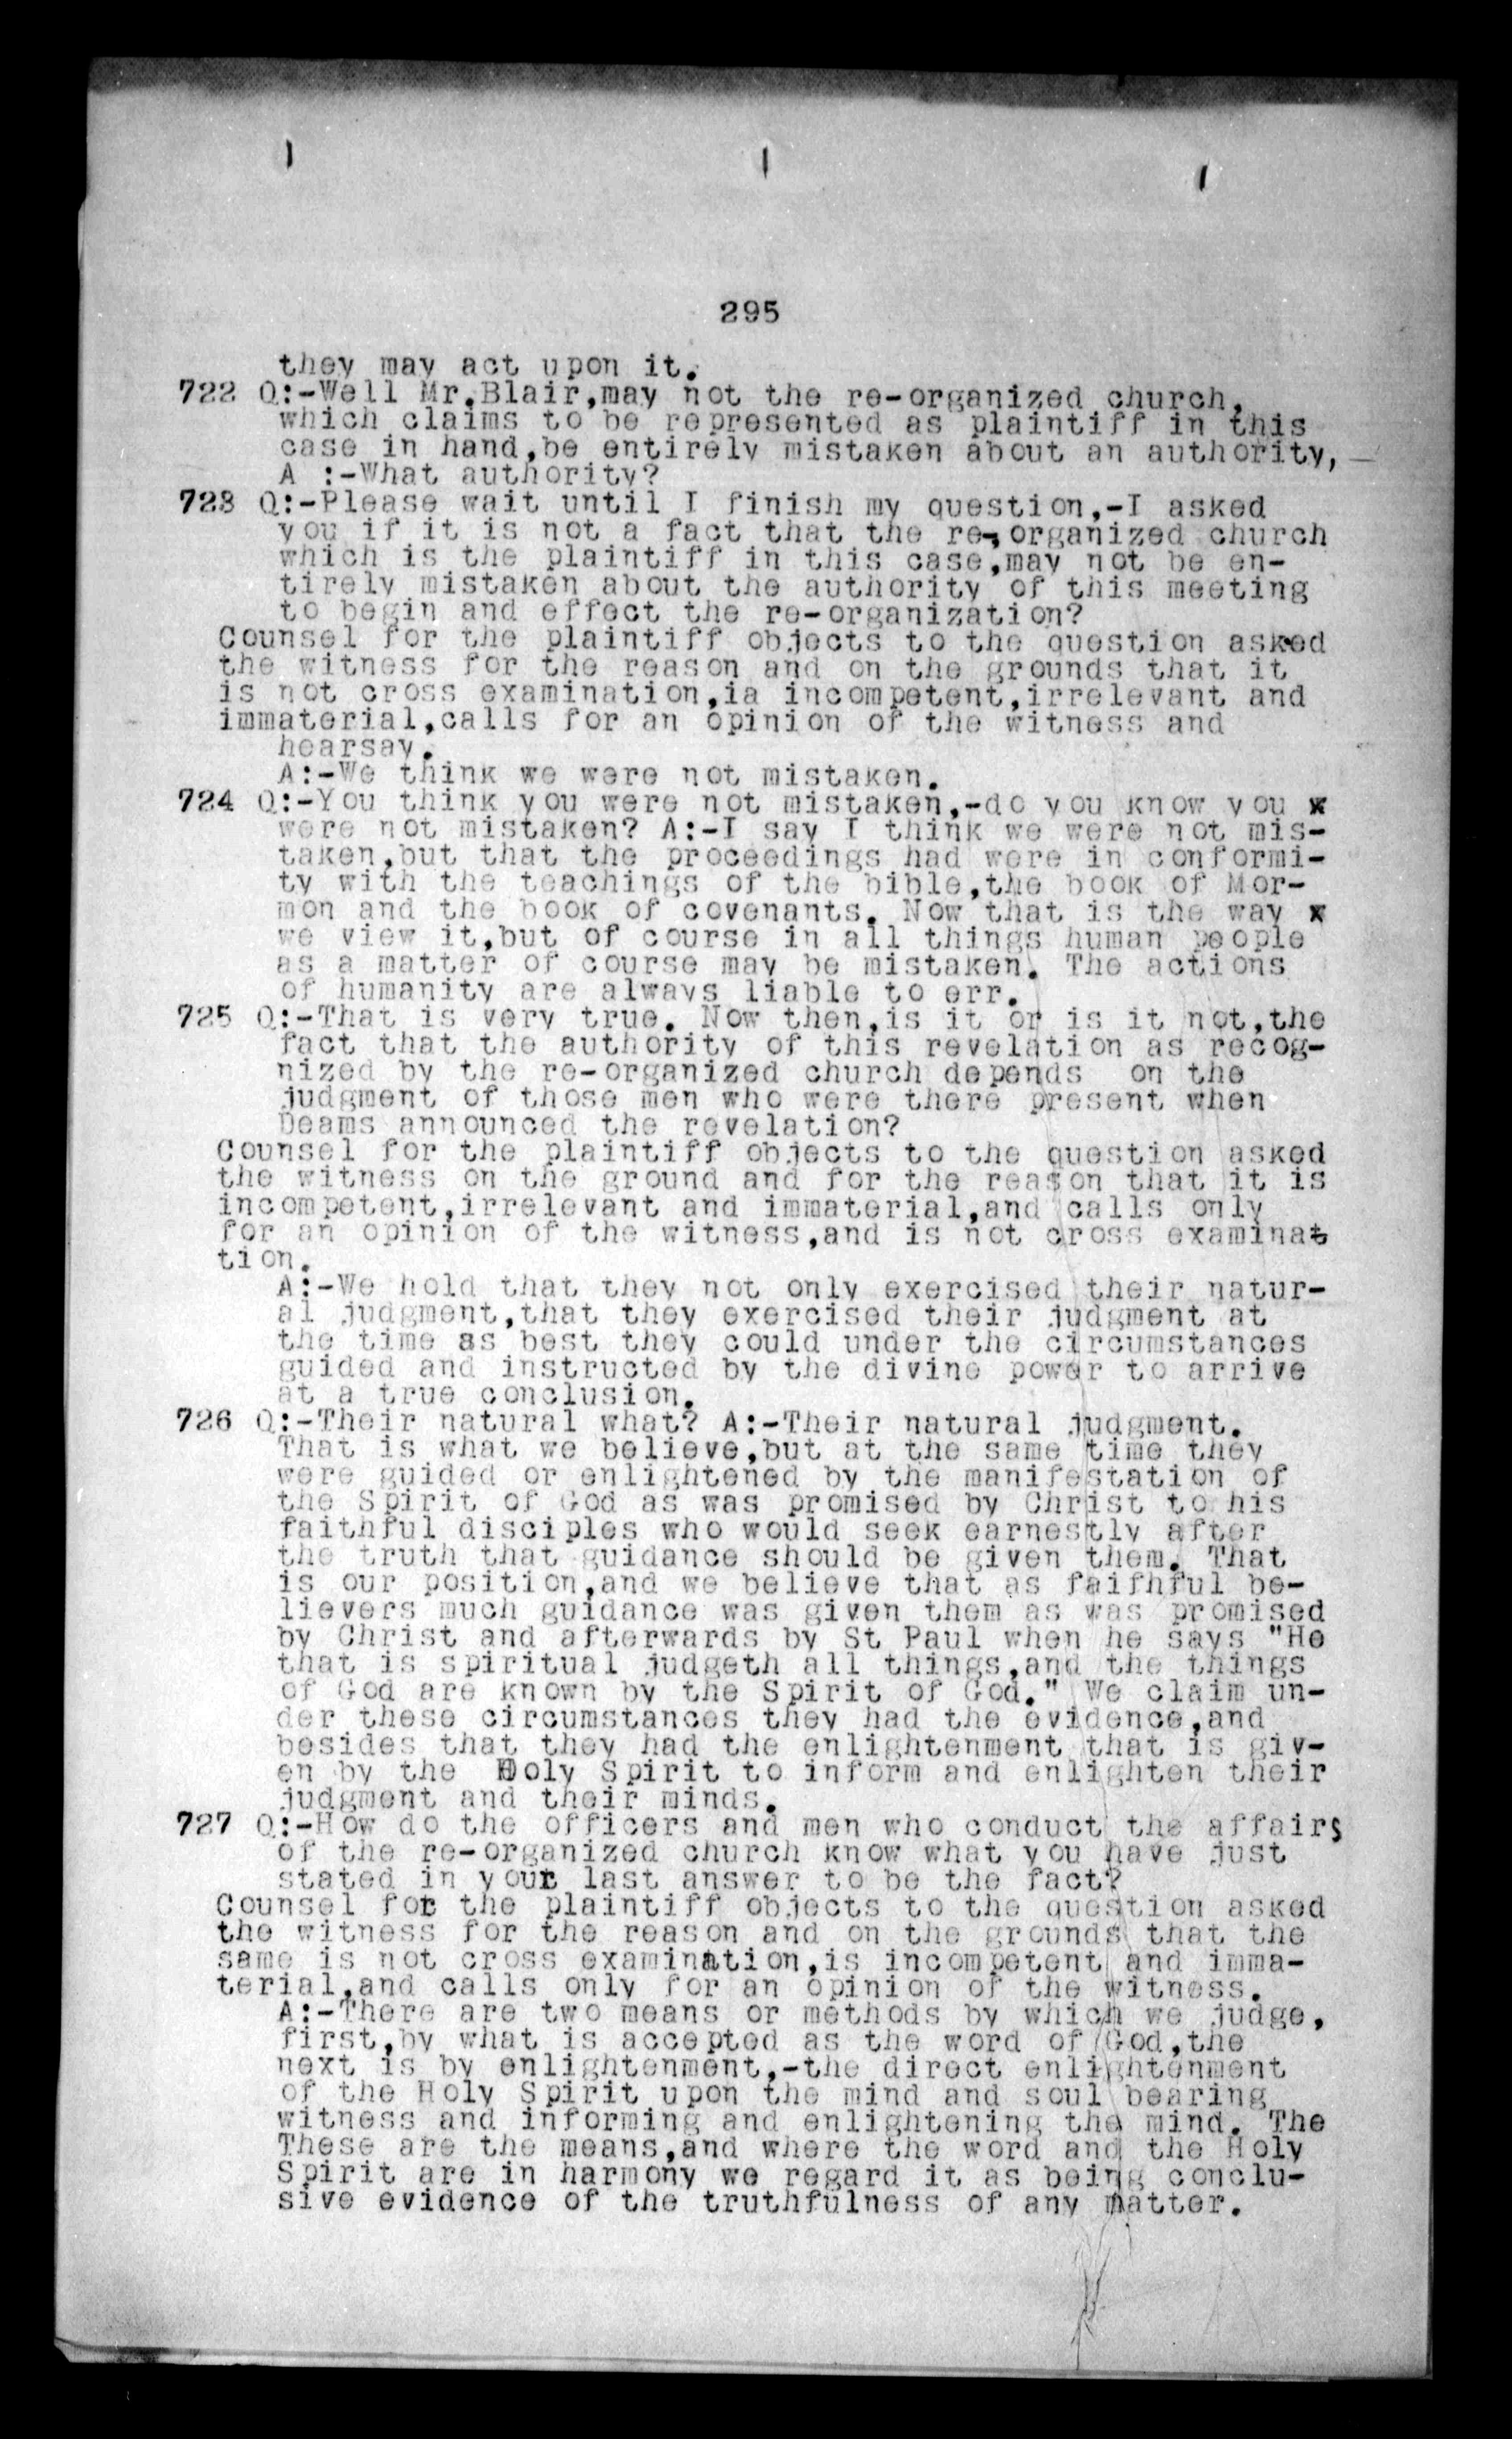 295
they may act upon it.
722 Q:-Well Mr.Blair,may not the re-organized church,
which claims to be represented as plaintiff in this
case in hand,be entirely mistaken about an authority,—
A :-What authority?
723 Q:-Please wait until I finish my question,-I asked
you if it is not a fact that the re-organized church
which is the plaintiff in this case,may not be en-
tirely mistaken about the authority of this meeting
to begin and effect the re-organization?
Counsel for the plaintiff objects to the question asked
the witness for the reason and on the grounds that it
is not cross examination,ia incompetent,irrelevant and
immaterial,calls for an opinion of the witness and
hearsay.
A:-We think we were not mistaken.
724 Q:-You think you were not mistaken,-do you know you x
were not mistaken? A:-I say I think we were not mis-
taken,but that the proceedings had were in conformi-
ty with the teachings of the bible,the book of Mor-
mon and the book of covenants. Now that is the way x
we view it,but of course in all things human people
as a matter of course may be mistaken. The actions
of humanity are always liable to err.
725 Q:-That is very true. Now then,is it or is it not,the
fact that the authority of this revelation as recog-
nized by the re-organized church depends on the
judgment of those men who were there present when
Deams announced the revelation?
Counsel for the plaintiff objects to the question asked
the witness on the ground and for the reason that it is
incompetent,irrelevant and immaterial,and calls only
for an opinion of the witness,and is not cross examinat
tion.
A:-We hold that they not only exercised their natur-
al judgment,that they exercised their judgment at
the time as best they could under the circumstances
guided and instructed by the divine power to arrive
at a true conclusion.
726 Q:-Their natural what? A:-Their natural judgment.
That is what we believe,but at the same time they
were guided or enlightened by the manifestation of
the Spirit of God as was promised by Christ to his
faithful disciples who would seek earnestly after
the truth that guidance should be given them. That
is our position,and we believe that as faifhful be-
lievers much guidance was given them as was promised
by Christ and afterwards by St Paul when he says "He
that is spiritual judgeth all things,and the things
of God are known by the Spirit of God." We claim un-
der these circumstances they had the evidence,and
besides that they had the enlightenment that is giv-
en by the Holy Spirit to inform and enlighten their
judgment and their minds.
727 Q:-How do the officers and men who conduct the affairs
of the re-organized church know what you have just
stated in your last answer to be the fact?
Counsel for the plaintiff objects to the question asked
the witness for the reason and on the grounds that the
same is not cross examination,is incompetent and imma-
terial,and calls only for an opinion of the witness.
A:-There are two means or methods by which we judge,
first,by what is accepted as the word of God,the
next is by enlightenment,-the direct enlightenment
of the Holy Spirit upon the mind and soul bearing
witness and informing and enlightening the mind. The
These are the means,and where the word and the Holy
Spirit are in harmony we regard it as being conclu-
sive evidence of the truthfulness of any matter.